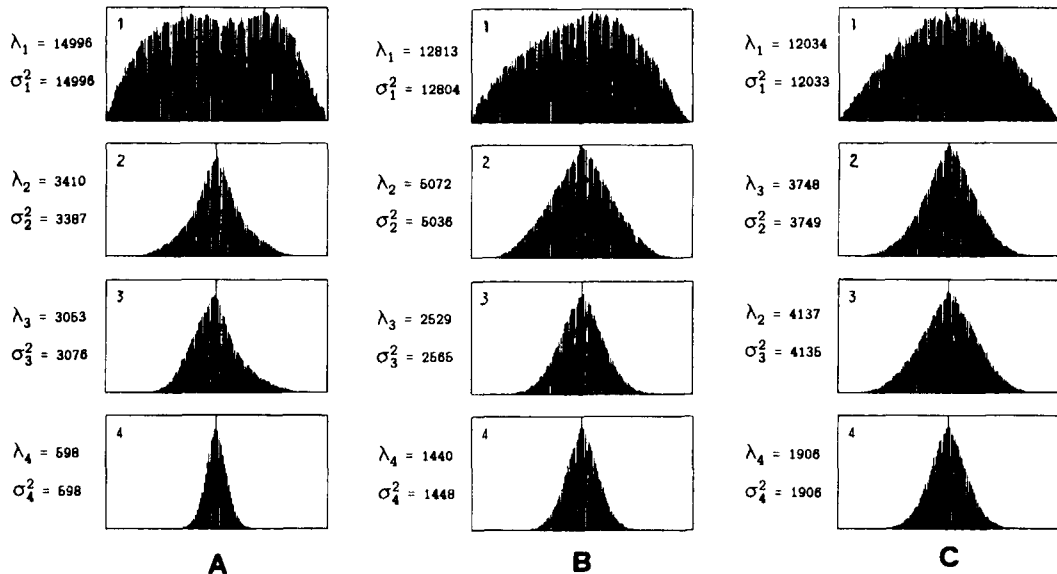 1
λ₁ = 14996
σ₁² = 14996
2
λ₂ = 3410
σ₂² = 3387
3
λ₃ = 3053
σ₃² = 3076
4
λ₄ = 598
σ₄² = 598
A
1
λ₁ = 12813
σ₁² = 12804
2
λ₂ = 5072
σ₂² = 5036
3
λ₃ = 2529
σ₃² = 2565
4
λ₄ = 1440
σ₄² = 1448
B
1
λ₁ = 12034
σ₁² = 12033
2
λ₃ = 3748
σ₂² = 3749
3
λ₂ = 4137
σ₃² = 4135
4
λ₄ = 1906
σ₄² = 1906
C